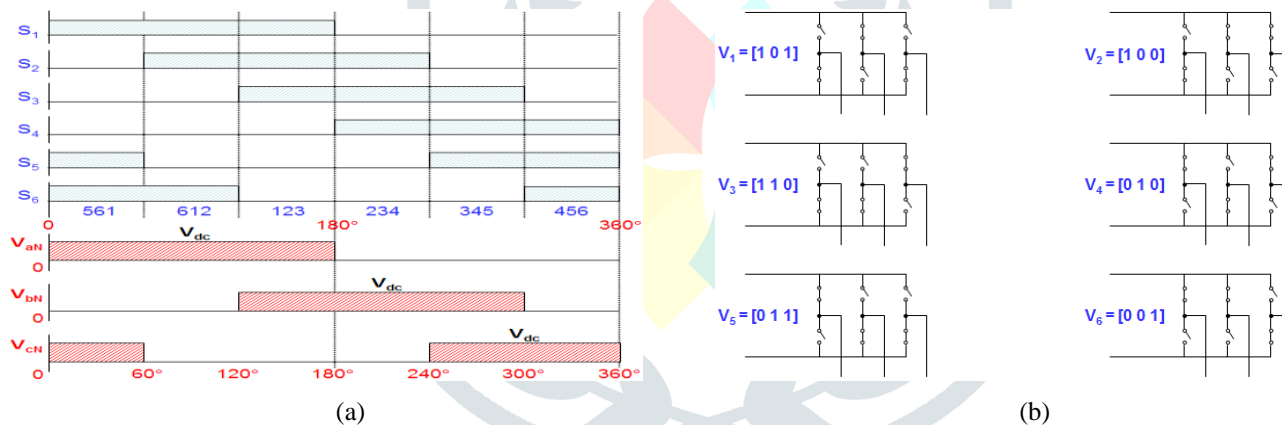 S1
S2
S3
S4
S5
S6
561 612 123 234 345 456
0 180° 360°
Vdc
VaN
0
Vdc
VbN
0
Vdc
VcN
0 60° 120° 180° 240° 300° 360°
(a)
V1 = [1 0 1]
V2 = [1 0 0]
V3 = [1 1 0]
V4 = [0 1 0]
V5 = [0 1 1]
V6 = [0 0 1]
(b)